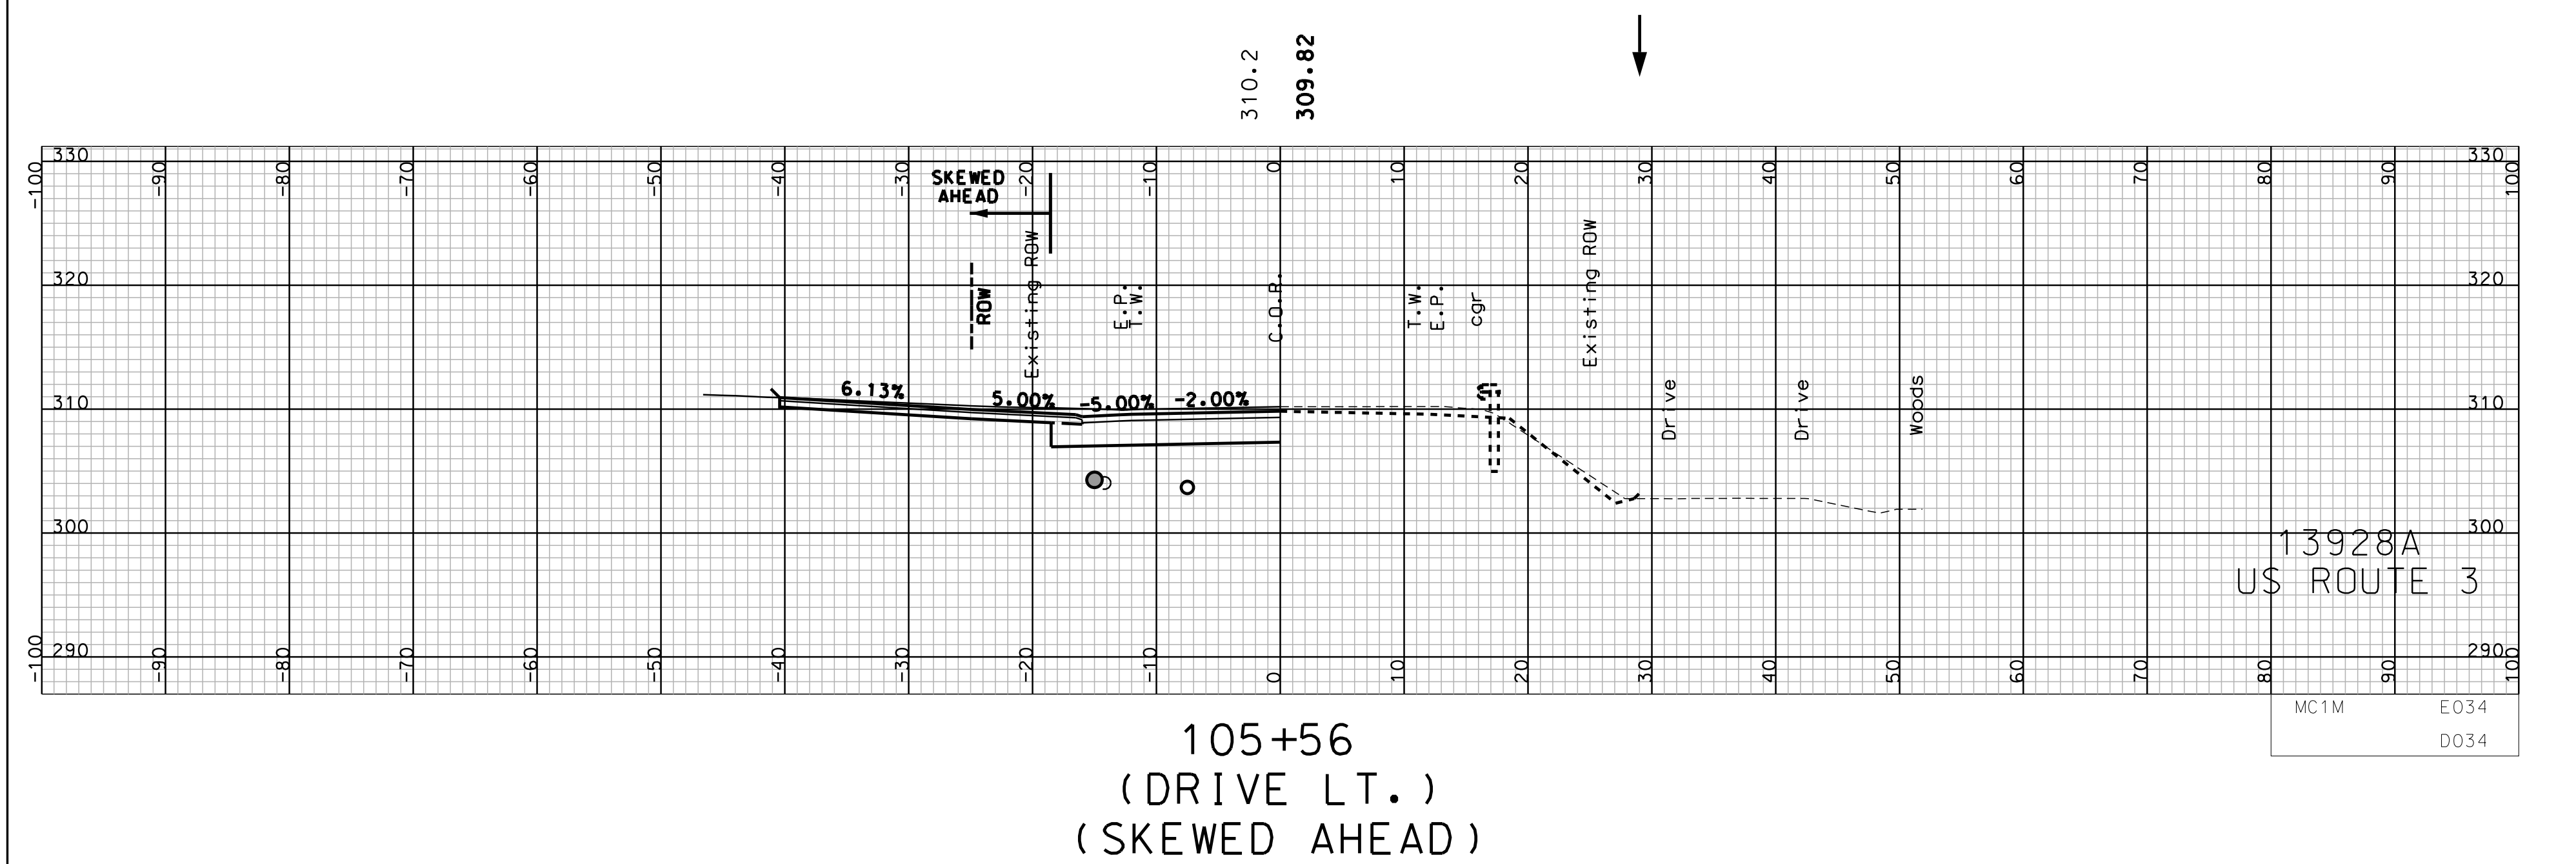 310.2
309.82
330
330
-100
-90
-80
-70
-60
-50
-40
-30
-20
-10
0
10
20
30
40
50
60
70
80
90
100
SKEWED
AHEAD
320
320
ROW
Existing ROW
E.P.
T.W.
C.O.R.
T.W.
E.P.
cgr
Existing ROW
310
6.13%
5.00%
-5.00%
-2.00%
310
Drive
Drive
Woods
300
300
13928A
US ROUTE 3
290
290
-100
-90
-80
-70
-60
-50
-40
-30
-20
-10
0
10
20
30
40
50
60
70
80
90
100
MC1M E034
D034
105+56
(DRIVE LT.)
(SKEWED AHEAD)